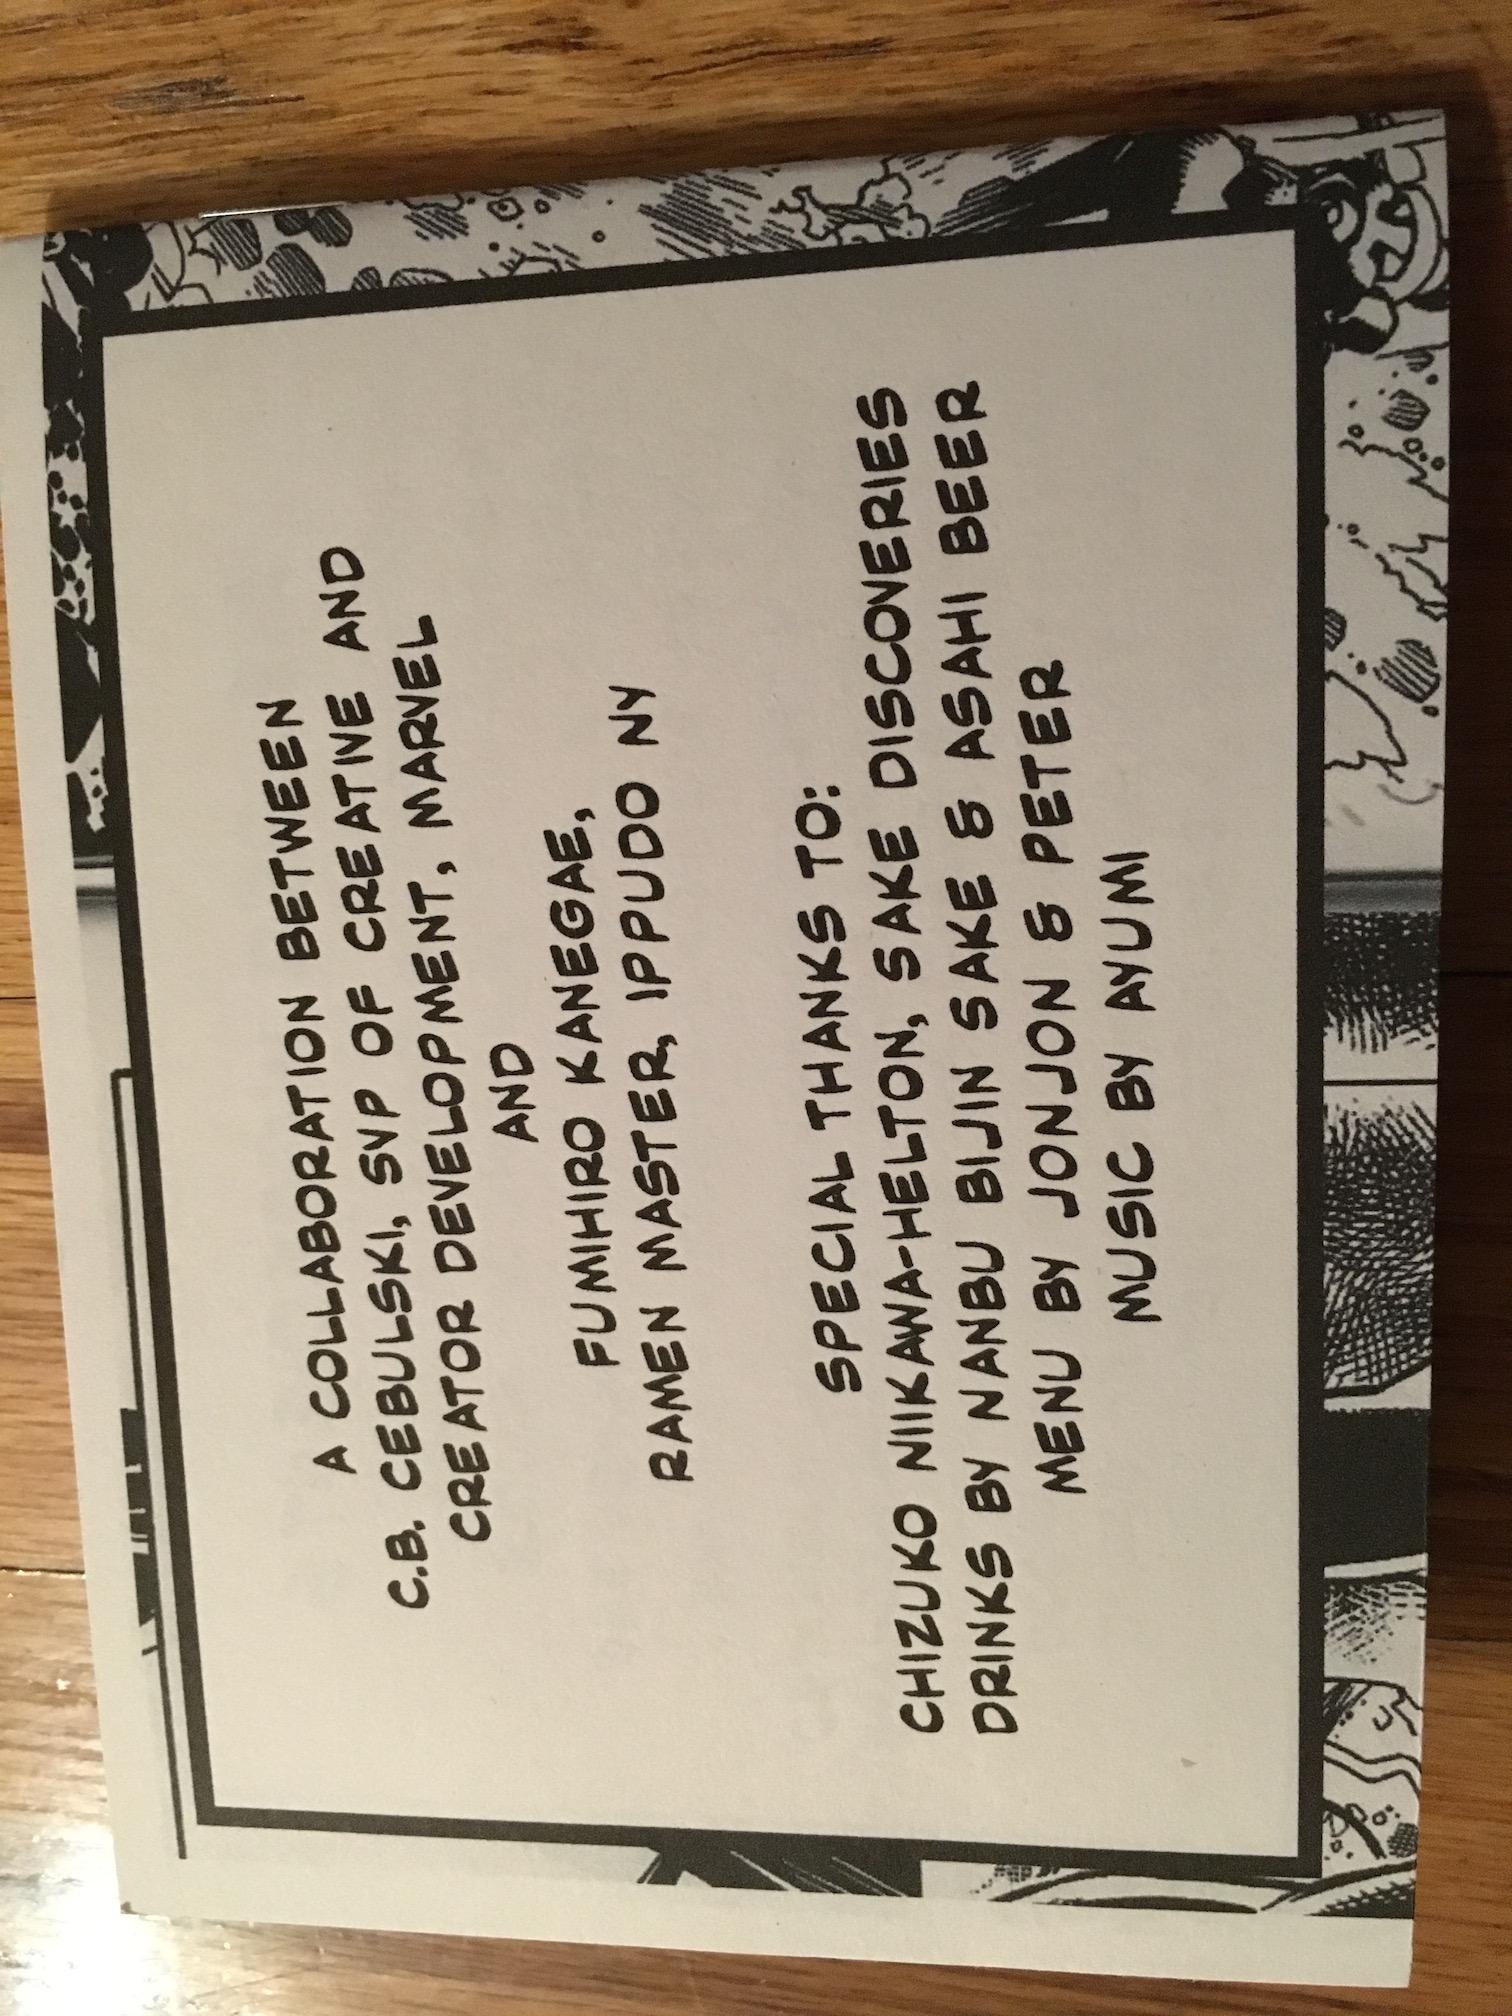 A COLLABORATION BETWEEN
C.B. CEBULSKI, SVP OF CREATIVE AND
CREATOR DEVELOPMENT, MARVEL
AND
FUMIHIRO KANEGAE,
RAMEN MASTER, IPPUDO NY
SPECIAL THANKS TO:
CHIZUKO NIIKAWA-HELTON, SAKE DISCOVERIES
DRINKS BY NANBU BIJIN SAKE & ASAHI BEER
MENU BY JONJON & PETER
MUSIC BY AYUMI